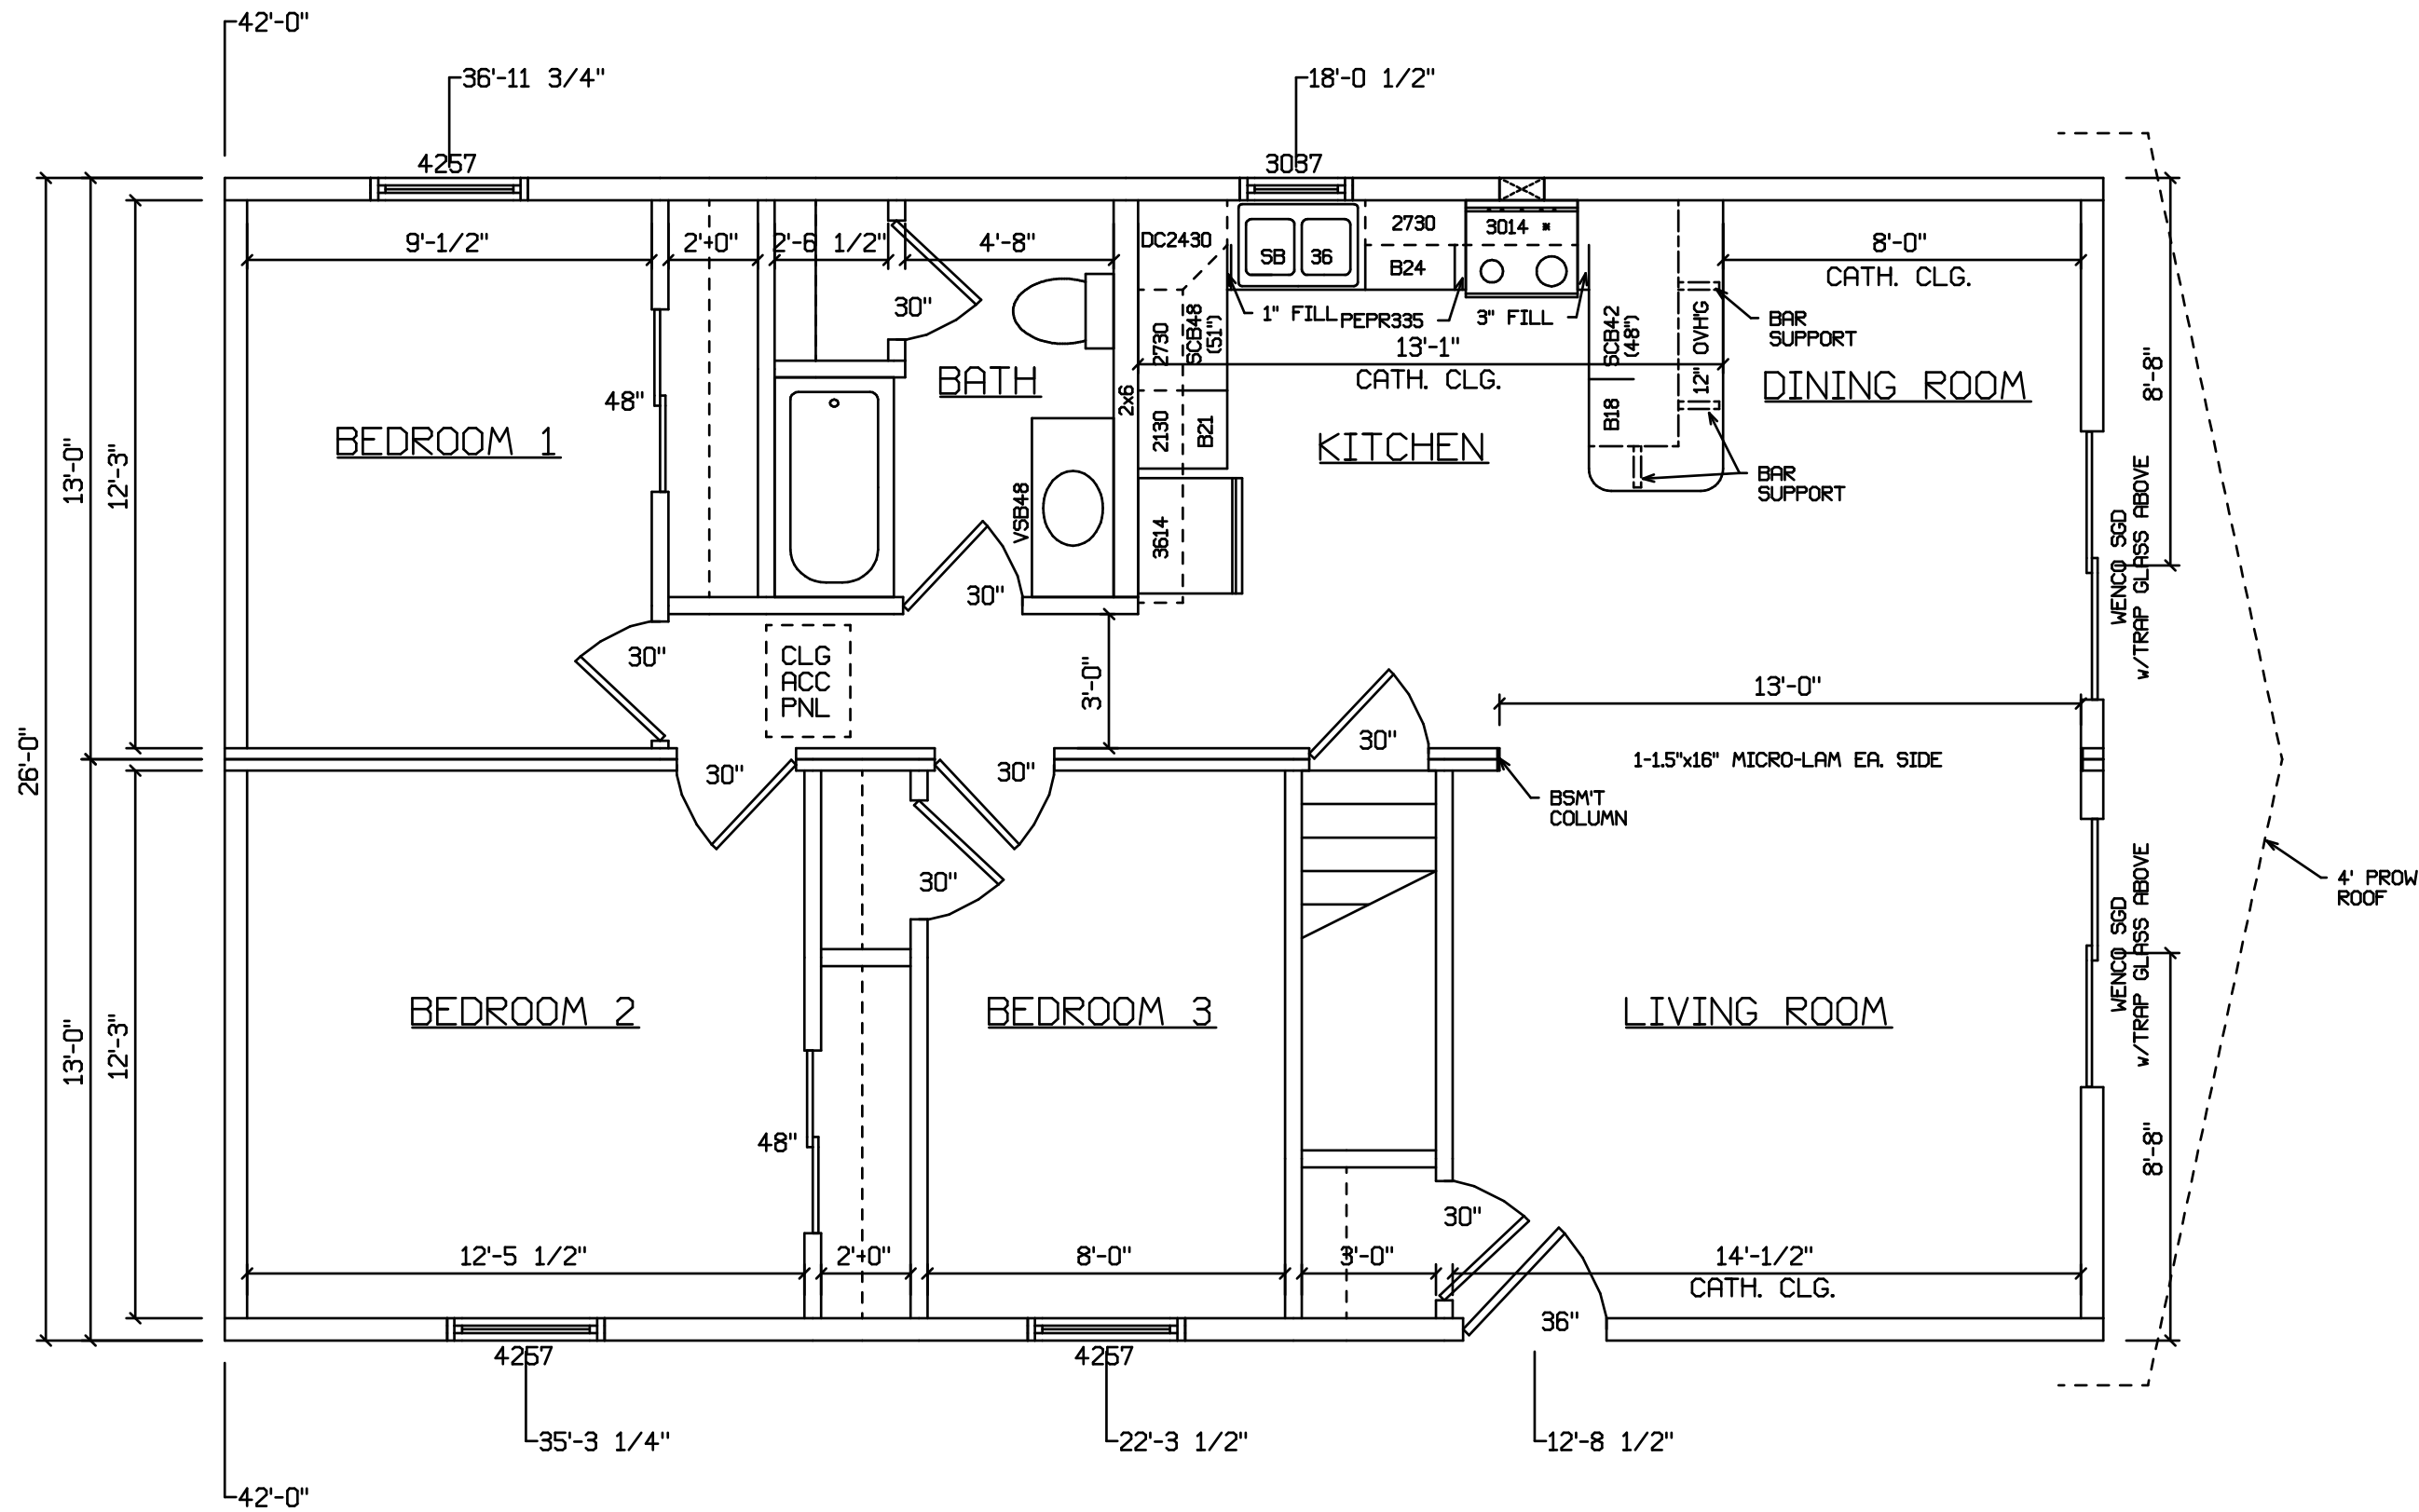 42'-0"
36'-11 3/4"
18'-0 1/2"
4257
3037
9'-1/2"
2'-0"
2'-6 1/2"
4'-8"
DC2430
SB 36
2730
B24
3014 *
8'-0"
CATH. CLG.
30"
1" FILL
PEPR335
3" FILL
BAR
SUPPORT
2730
SCB48
(51")
13'-1"
CATH. CLG.
SCB42
(48")
12" OVH'G
8'-8"
BATH
DINING ROOM
48"
2x6
2130
B21
B18
BEDROOM 1
KITCHEN
BAR
SUPPORT
13'-0"
12'-3"
VSB48
3614
WENCO SGD
w/TRAP GLASS ABOVE
30"
30"
CLG
ACC
PNL
3'-0"
13'-0"
26'-0"
30"
30"
30"
1-1.5"x16" MICRO-LAM EA. SIDE
BSM'T
COLUMN
30"
4' PROW
ROOF
WENCO SGD
w/TRAP GLASS ABOVE
BEDROOM 2
BEDROOM 3
LIVING ROOM
13'-0"
12'-3"
48"
8'-8"
30"
12'-5 1/2"
2'-0"
8'-0"
3'-0"
14'-1/2"
CATH. CLG.
36"
4257
4257
35'-3 1/4"
22'-3 1/2"
12'-8 1/2"
42'-0"